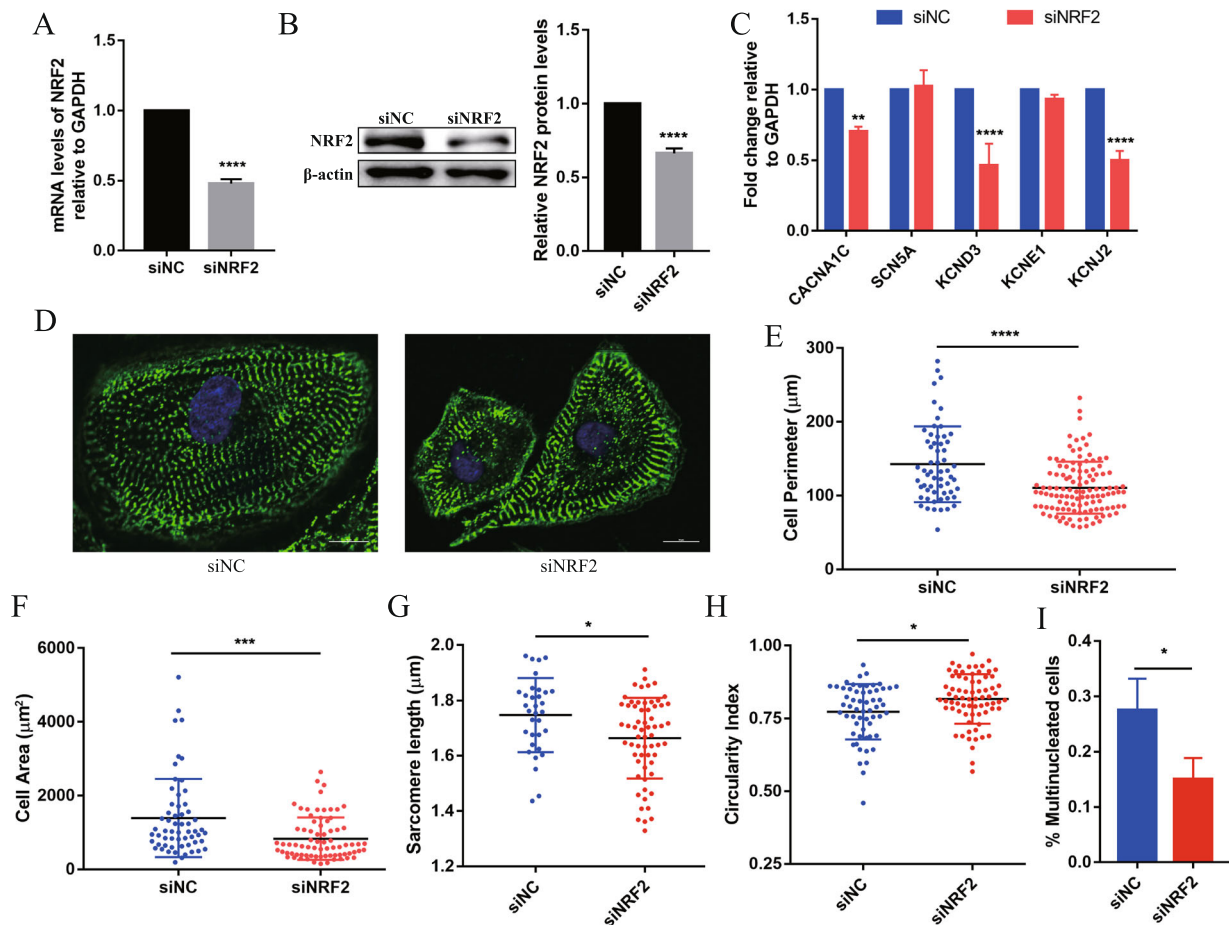 A
mRNA levels of NRF2
relative to GAPDH
1.5
1.0
0.5
0.0
****
siNC
siNRF2
B
siNC
siNRF2
NRF2
β-actin
Relative NRF2 protein levels
1.5
1.0
0.5
0.0
****
siNC
siNRF2
C
siNC
siNRF2
Fold change relative
to GAPDH
1.5
1.0
0.5
0.0
**
****
****
CACNA1C
SCN5A
KCND3
KCNE1
KCNJ2
D
siNC
siNRF2
E
Cell Perimeter (μm)
300
200
100
0
****
siNC
siNRF2
F
Cell Area (μm²)
6000
4000
2000
0
***
siNC
siNRF2
G
Sarcomere length (μm)
2.0
1.8
1.6
1.4
1.2
*
siNC
siNRF2
H
Circularity Index
1.00
0.75
0.50
0.25
*
siNC
siNRF2
I
% Multinucleated cells
0.4
0.3
0.2
0.1
0.0
*
siNC
siNRF2